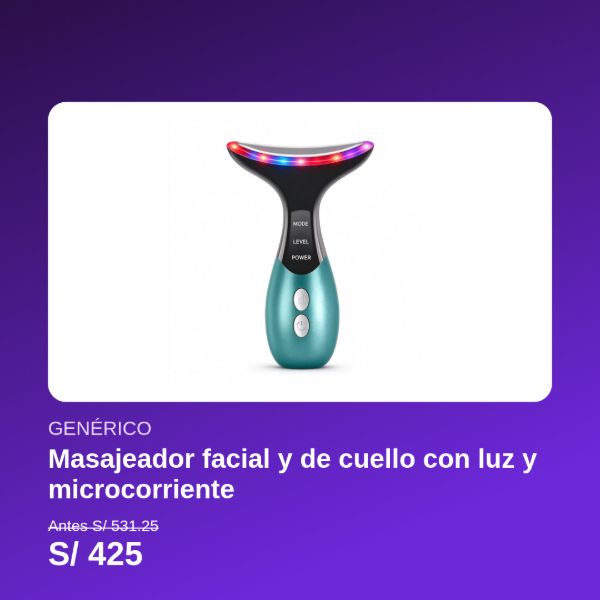 MODE
LEVEL
POWER
GENÉRICO
Masajeador facial y de cuello con luz y
microcorriente
Antes S/ 531.25
S/ 425